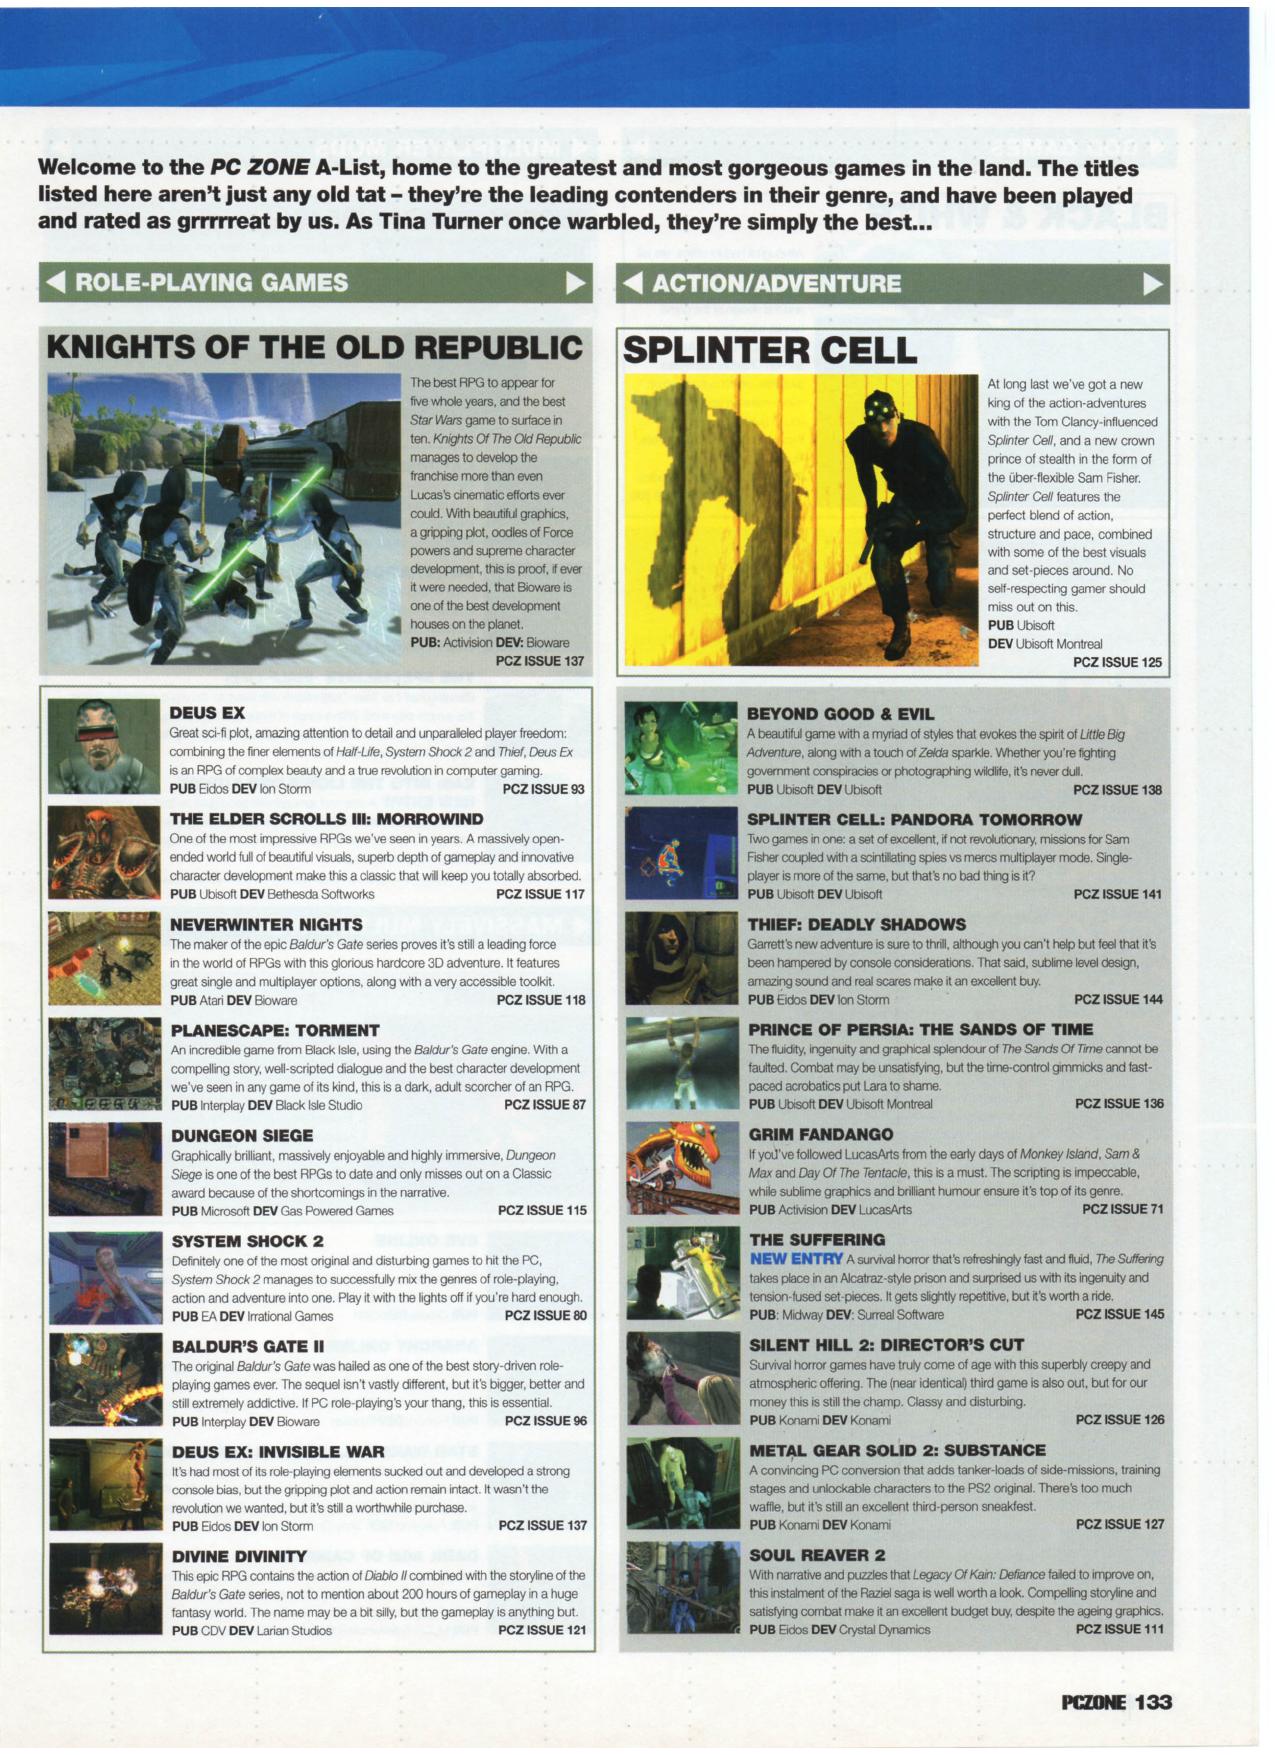 Welcome to the PC ZONE A-List, home to the greatest and most gorgeous games in the land. The titles
listed here aren't just any old tat – they're the leading contenders in their genre, and have been played
and rated as grrrrreat by us. As Tina Turner once warbled, they're simply the best...
ROLE-PLAYING GAMES
KNIGHTS OF THE OLD REPUBLIC
The best RPG to appear for
five whole years, and the best
Star Wars game to surface in
ten. Knights Of The Old Republic
manages to develop the
franchise more than even
Lucas's cinematic efforts ever
could. With beautiful graphics,
a gripping plot, oodles of Force
powers and supreme character
development, this is proof, if ever
it were needed, that Bioware is
one of the best development
houses on the planet.
PUB: Activision DEV: Bioware
PCZ ISSUE 137
DEUS EX
Great sci-fi plot, amazing attention to detail and unparalleled player freedom:
combining the finer elements of Half-Life, System Shock 2 and Thief, Deus Ex
is an RPG of complex beauty and a true revolution in computer gaming.
PUB Eidos DEV Ion Storm PCZ ISSUE 93
THE ELDER SCROLLS III: MORROWIND
One of the most impressive RPGs we've seen in years. A massively open-
ended world full of beautiful visuals, superb depth of gameplay and innovative
character development make this a classic that will keep you totally absorbed.
PUB Ubisoft DEV Bethesda Softworks PCZ ISSUE 117
NEVERWINTER NIGHTS
The maker of the epic Baldur's Gate series proves it's still a leading force
in the world of RPGs with this glorious hardcore 3D adventure. It features
great single and multiplayer options, along with a very accessible toolkit.
PUB Atari DEV Bioware PCZ ISSUE 118
PLANESCAPE: TORMENT
An incredible game from Black Isle, using the Baldur's Gate engine. With a
compelling story, well-scripted dialogue and the best character development
we've seen in any game of its kind, this is a dark, adult scorcher of an RPG.
PUB Interplay DEV Black Isle Studio PCZ ISSUE 87
DUNGEON SIEGE
Graphically brilliant, massively enjoyable and highly immersive, Dungeon
Siege is one of the best RPGs to date and only misses out on a Classic
award because of the shortcomings in the narrative.
PUB Microsoft DEV Gas Powered Games PCZ ISSUE 115
SYSTEM SHOCK 2
Definitely one of the most original and disturbing games to hit the PC,
System Shock 2 manages to successfully mix the genres of role-playing,
action and adventure into one. Play it with the lights off if you're hard enough.
PUB EA DEV Irrational Games PCZ ISSUE 80
BALDUR'S GATE II
The original Baldur's Gate was hailed as one of the best story-driven role-
playing games ever. The sequel isn't vastly different, but it's bigger, better and
still extremely addictive. If PC role-playing's your thang, this is essential.
PUB Interplay DEV Bioware PCZ ISSUE 96
DEUS EX: INVISIBLE WAR
It's had most of its role-playing elements sucked out and developed a strong
console bias, but the gripping plot and action remain intact. It wasn't the
revolution we wanted, but it's still a worthwhile purchase.
PUB Eidos DEV Ion Storm PCZ ISSUE 137
DIVINE DIVINITY
This epic RPG contains the action of Diablo II combined with the storyline of the
Baldur's Gate series, not to mention about 200 hours of gameplay in a huge
fantasy world. The name may be a bit silly, but the gameplay is anything but.
PUB CDV DEV Larian Studios PCZ ISSUE 121
ACTION/ADVENTURE
SPLINTER CELL
At long last we've got a new
king of the action-adventures
with the Tom Clancy-influenced
Splinter Cell, and a new crown
prince of stealth in the form of
the über-flexible Sam Fisher.
Splinter Cell features the
perfect blend of action,
structure and pace, combined
with some of the best visuals
and set-pieces around. No
self-respecting gamer should
miss out on this.
PUB Ubisoft
DEV Ubisoft Montreal
PCZ ISSUE 125
BEYOND GOOD & EVIL
A beautiful game with a myriad of styles that evokes the spirit of Little Big
Adventure, along with a touch of Zelda sparkle. Whether you're fighting
government conspiracies or photographing wildlife, it's never dull.
PUB Ubisoft DEV Ubisoft PCZ ISSUE 138
SPLINTER CELL: PANDORA TOMORROW
Two games in one: a set of excellent, if not revolutionary, missions for Sam
Fisher coupled with a scintillating spies vs mercs multiplayer mode. Single-
player is more of the same, but that's no bad thing is it?
PUB Ubisoft DEV Ubisoft PCZ ISSUE 141
THIEF: DEADLY SHADOWS
Garrett's new adventure is sure to thrill, although you can't help but feel that it's
been hampered by console considerations. That said, sublime level design,
amazing sound and real scares make it an excellent buy.
PUB Eidos DEV Ion Storm PCZ ISSUE 144
PRINCE OF PERSIA: THE SANDS OF TIME
The fluidity, ingenuity and graphical splendour of The Sands Of Time cannot be
faulted. Combat may be unsatisfying, but the time-control gimmicks and fast-
paced acrobatics put Lara to shame.
PUB Ubisoft DEV Ubisoft Montreal PCZ ISSUE 136
GRIM FANDANGO
If you've followed LucasArts from the early days of Monkey Island, Sam &
Max and Day Of The Tentacle, this is a must. The scripting is impeccable,
while sublime graphics and brilliant humour ensure it's top of its genre.
PUB Activision DEV LucasArts PCZ ISSUE 71
THE SUFFERING
NEW ENTRY A survival horror that's refreshingly fast and fluid, The Suffering
takes place in an Alcatraz-style prison and surprised us with its ingenuity and
tension-fused set-pieces. It gets slightly repetitive, but it's worth a ride.
PUB: Midway DEV: Surreal Software PCZ ISSUE 145
SILENT HILL 2: DIRECTOR'S CUT
Survival horror games have truly come of age with this superbly creepy and
atmospheric offering. The (near identical) third game is also out, but for our
money this is still the champ. Classy and disturbing.
PUB Konami DEV Konami PCZ ISSUE 126
METAL GEAR SOLID 2: SUBSTANCE
A convincing PC conversion that adds tanker-loads of side-missions, training
stages and unlockable characters to the PS2 original. There's too much
waffle, but it's still an excellent third-person sneakfest.
PUB Konami DEV Konami PCZ ISSUE 127
SOUL REAVER 2
With narrative and puzzles that Legacy Of Kain: Defiance failed to improve on,
this instalment of the Raziel saga is well worth a look. Compelling storyline and
satisfying combat make it an excellent budget buy, despite the ageing graphics.
PUB Eidos DEV Crystal Dynamics PCZ ISSUE 111
PCZONE 133